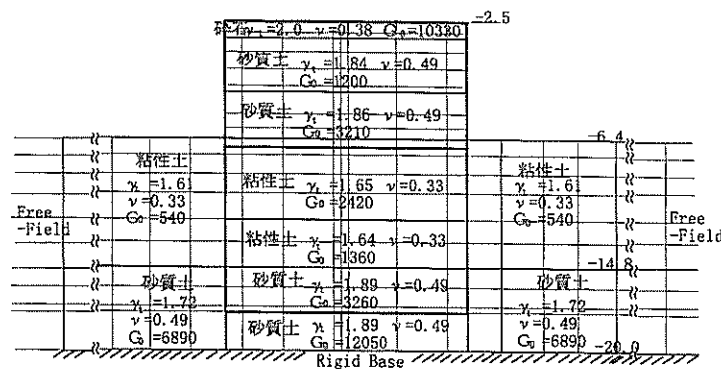 砕石 γt=2.0 ν=0.38 G₀=10330
-2.5
砂質土 γt=1.84 ν=0.49
G₀=1200
砂質土 γt=1.86 ν=0.49
G₀=3210
-6.4
粘性土
γt=1.61
ν=0.33
G₀=540
Free
-Field
粘性土 γt=1.65 ν=0.33
G₀=2420
粘性土
γt=1.61
ν=0.33
G₀=540
Free
-Field
粘性土 γt=1.64 ν=0.33
G₀=1360
-14.8
砂質土
γt=1.72
ν=0.49
G₀=6890
砂質土 γt=1.89 ν=0.49
G₀=3260
砂質土 γt=1.89 ν=0.49
G₀=12050
砂質土
γt=1.72
ν=0.49
G₀=6890
-20.0
Rigid Base